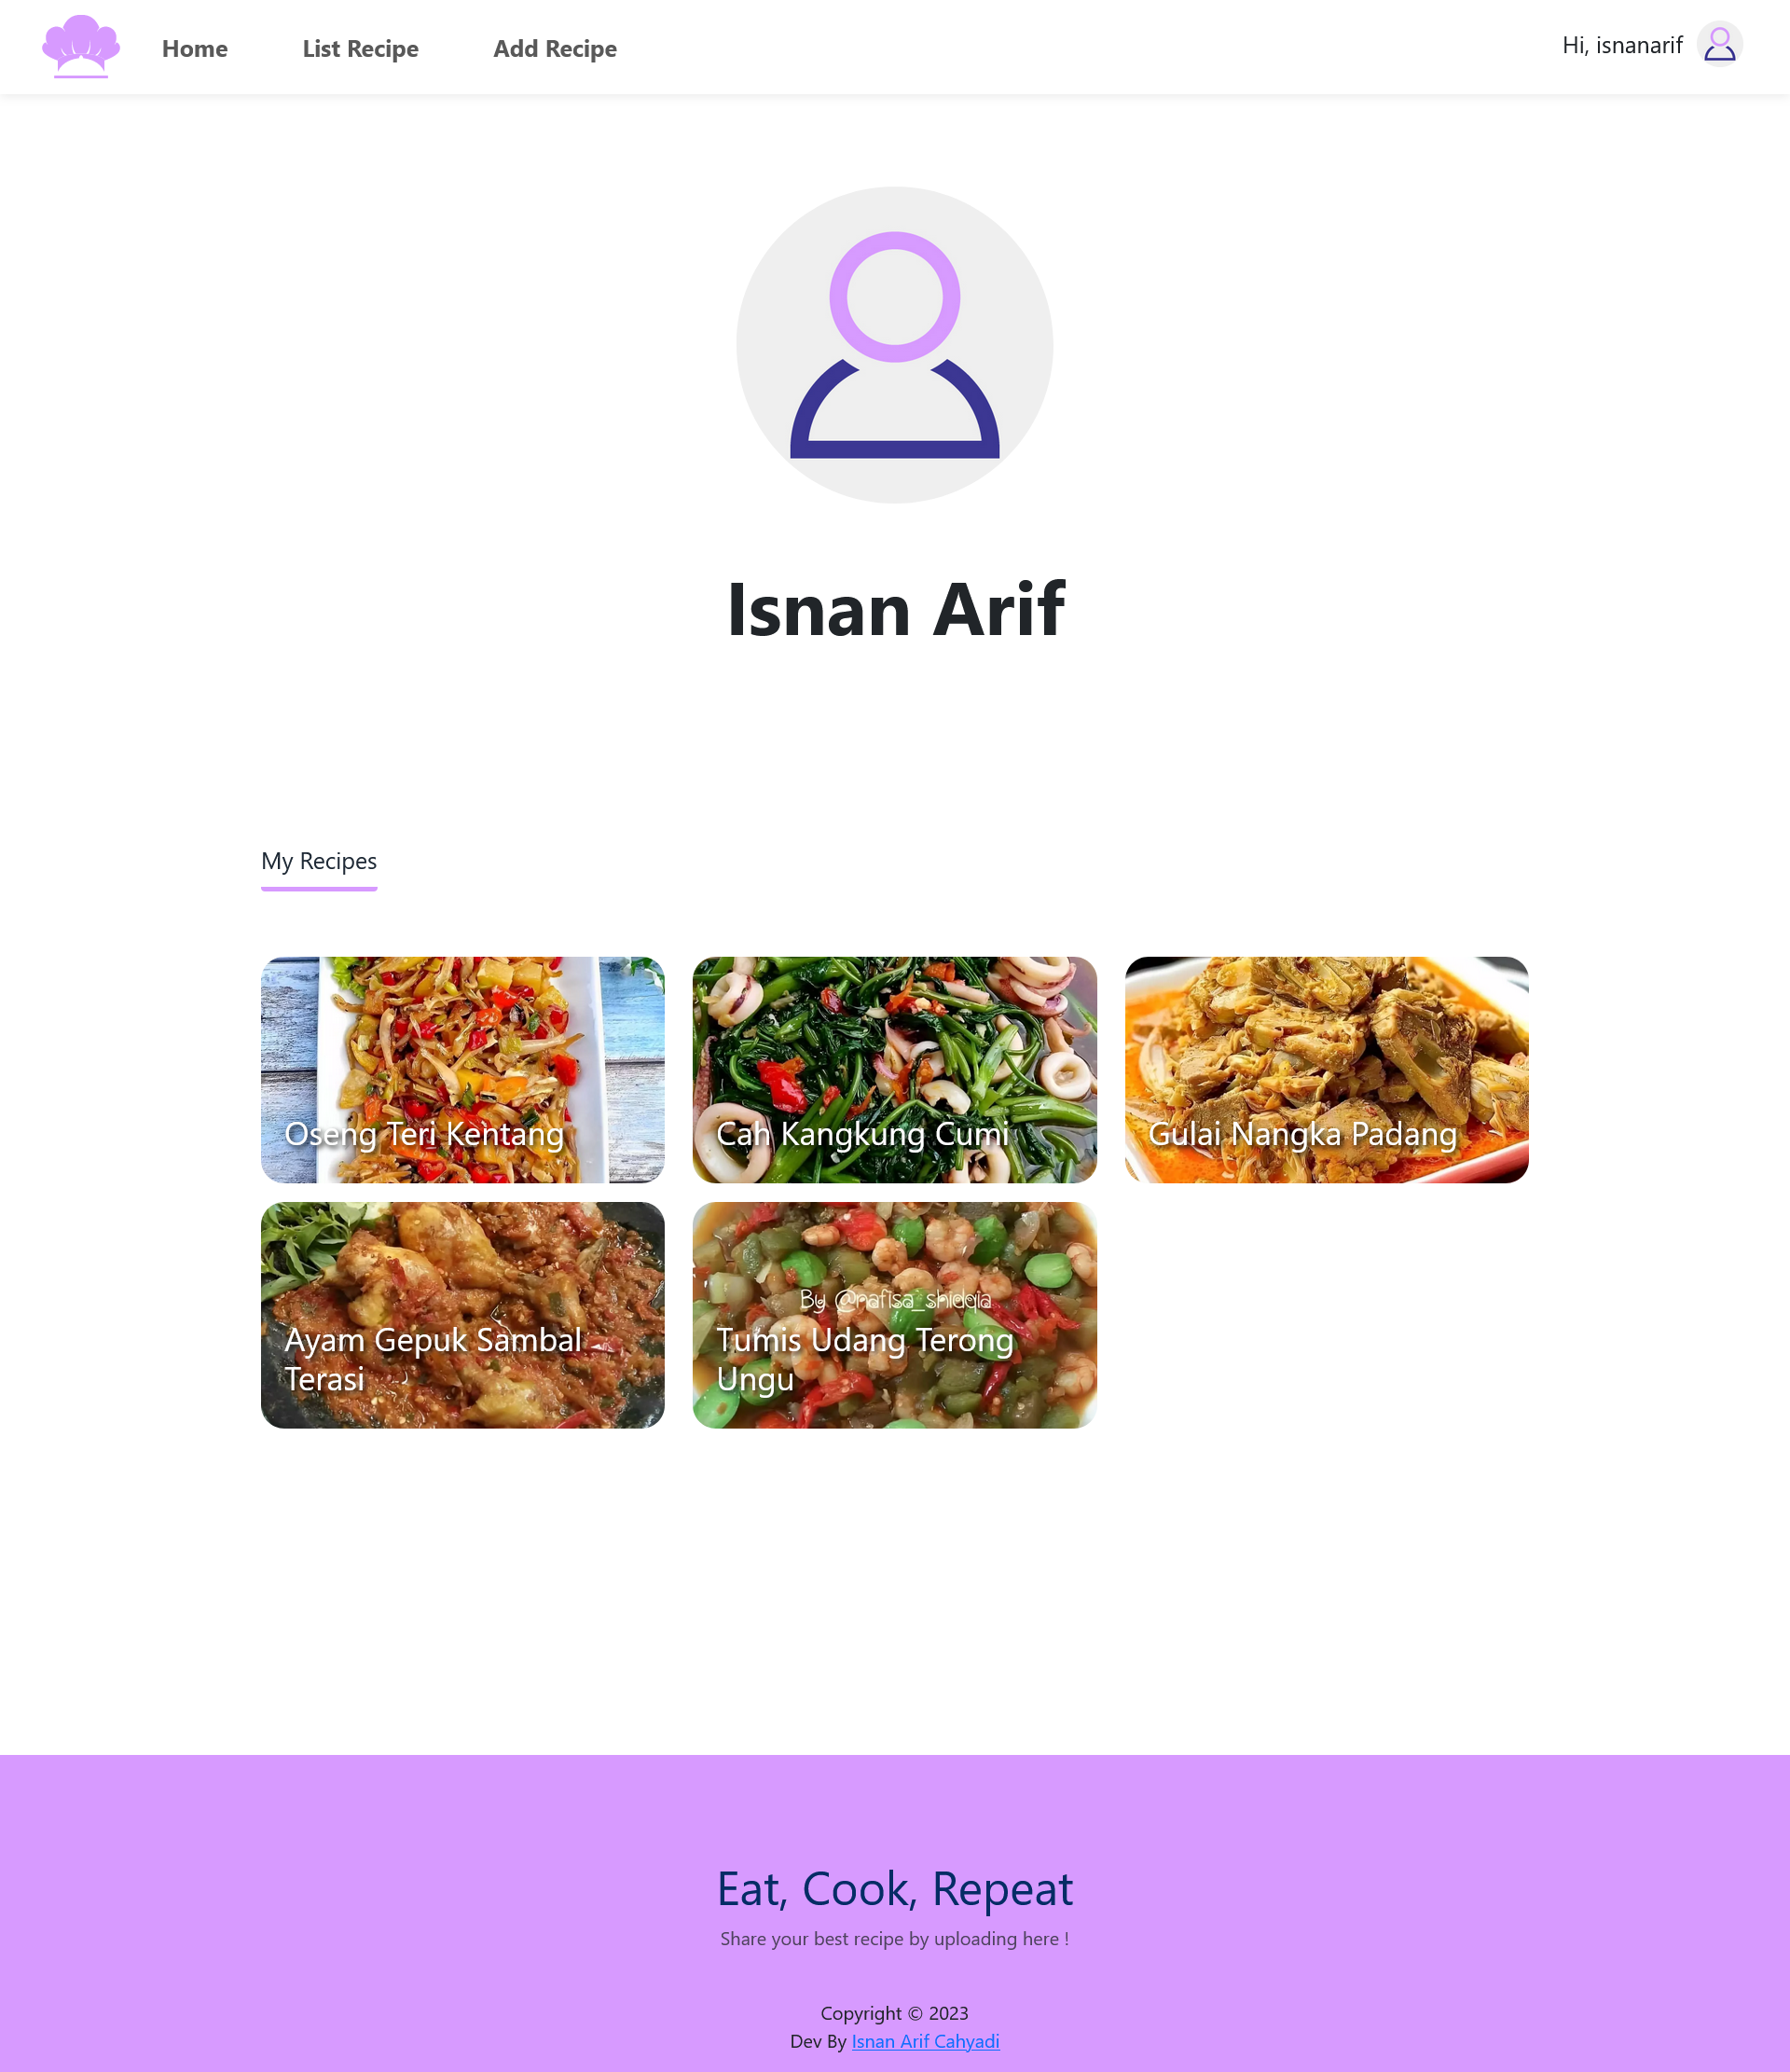 Home
List Recipe
Add Recipe
Hi, isnanarif
Isnan Arif
My Recipes
Oseng Teri Kentang
Cah Kangkung Cumi
Gulai Nangka Padang
Ayam Gepuk Sambal
Terasi
By @nafisa_shidqia
Tumis Udang Terong
Ungu
Eat, Cook, Repeat
Share your best recipe by uploading here !
Copyright © 2023
Dev By Isnan Arif Cahyadi